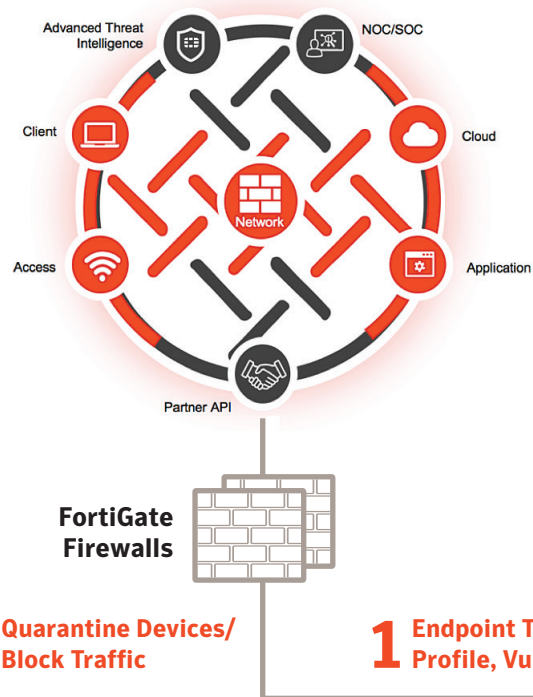 Advanced Threat
Intelligence
NOC/SOC
Client
Cloud
Network
Access
Application
Partner API
FortiGate
Firewalls
Quarantine Devices/
Block Traffic
1 Endpoint T
Profile, Vu